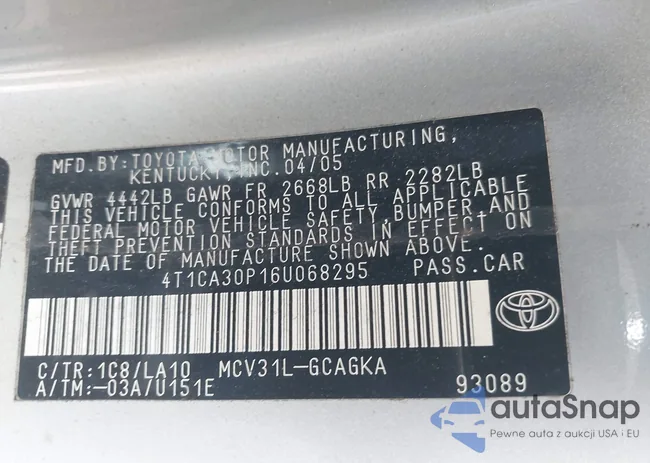 MFD.BY:TOYOTA MOTOR MANUFACTURING,
KENTUCKY, INC. 04/05
GVWR 4442LB GAWR FR 2668LB RR 2282LB
THIS VEHICLE CONFORMS TO ALL APPLICABLE
FEDERAL MOTOR VEHICLE SAFETY, BUMPER, AND
THEFT PREVENTION STANDARDS IN EFFECT ON
THE DATE OF MANUFACTURE SHOWN ABOVE.
4T1CA30P16U068295 PASS.CAR
C/TR:1C8/LA10 MCV31L-GCAGKA
A/TM:-03A/U151E 93089
autaSnap
Pewne auta z aukcji USA i EU